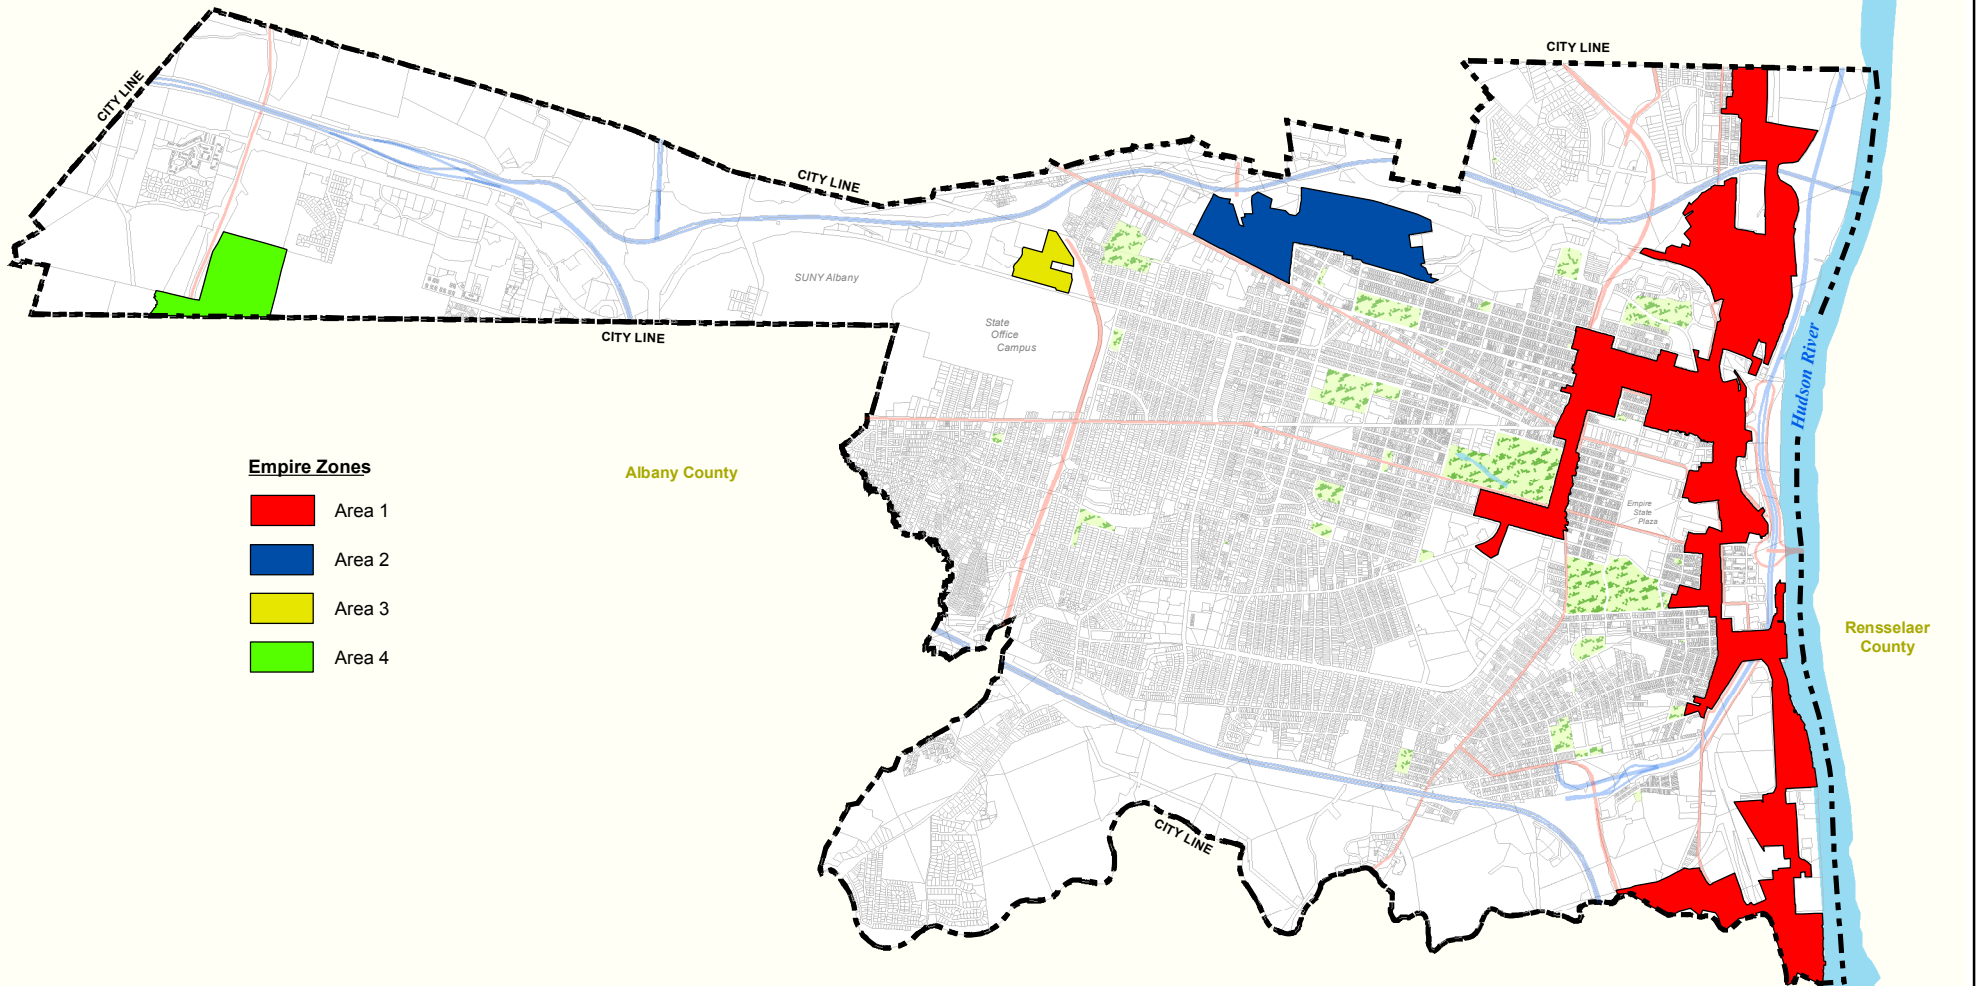 CITY LINE
CITY LINE
CITY LINE
SUNY Albany
State
Office
Campus
CITY LINE
Hudson River
Empire Zones
Area 1
Area 2
Area 3
Area 4
Albany County
Empire
State
Plaza
Rensselaer
County
CITY LINE